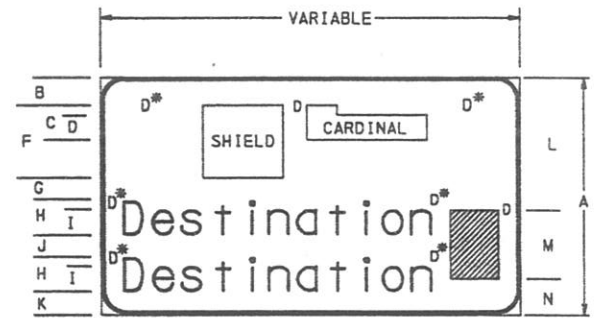 VARIABLE
B D* D D*
C D SHIELD CARDINAL
F L
G A
D* D* D
H I Destination
J D* D* M
H I Destination
K N